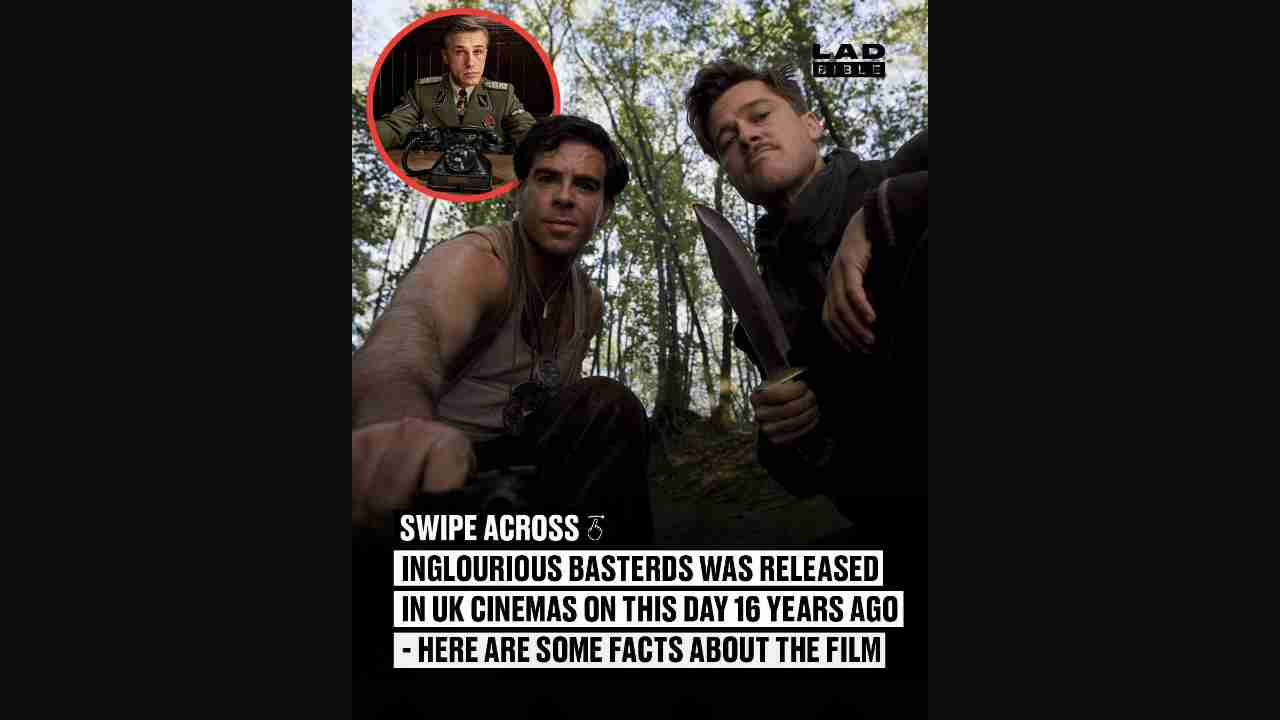 LAD
BIBLE
SWIPE ACROSS
INGLOURIOUS BASTERDS WAS RELEASED
IN UK CINEMAS ON THIS DAY 16 YEARS AGO
- HERE ARE SOME FACTS ABOUT THE FILM